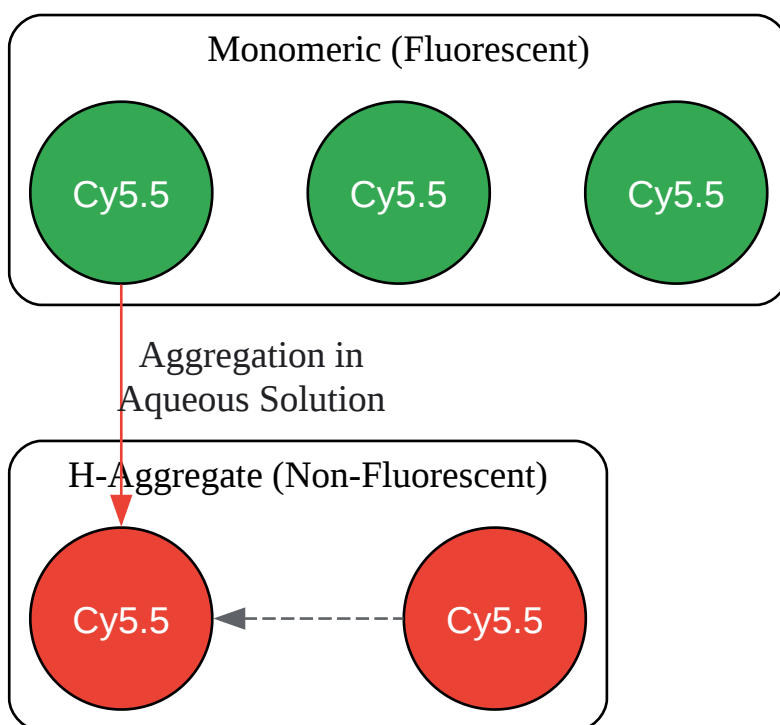 Monomeric (Fluorescent)
Cy5.5 Cy5.5 Cy5.5
Aggregation in
Aqueous Solution
H-Aggregate (Non-Fluorescent)
Cy5.5 Cy5.5